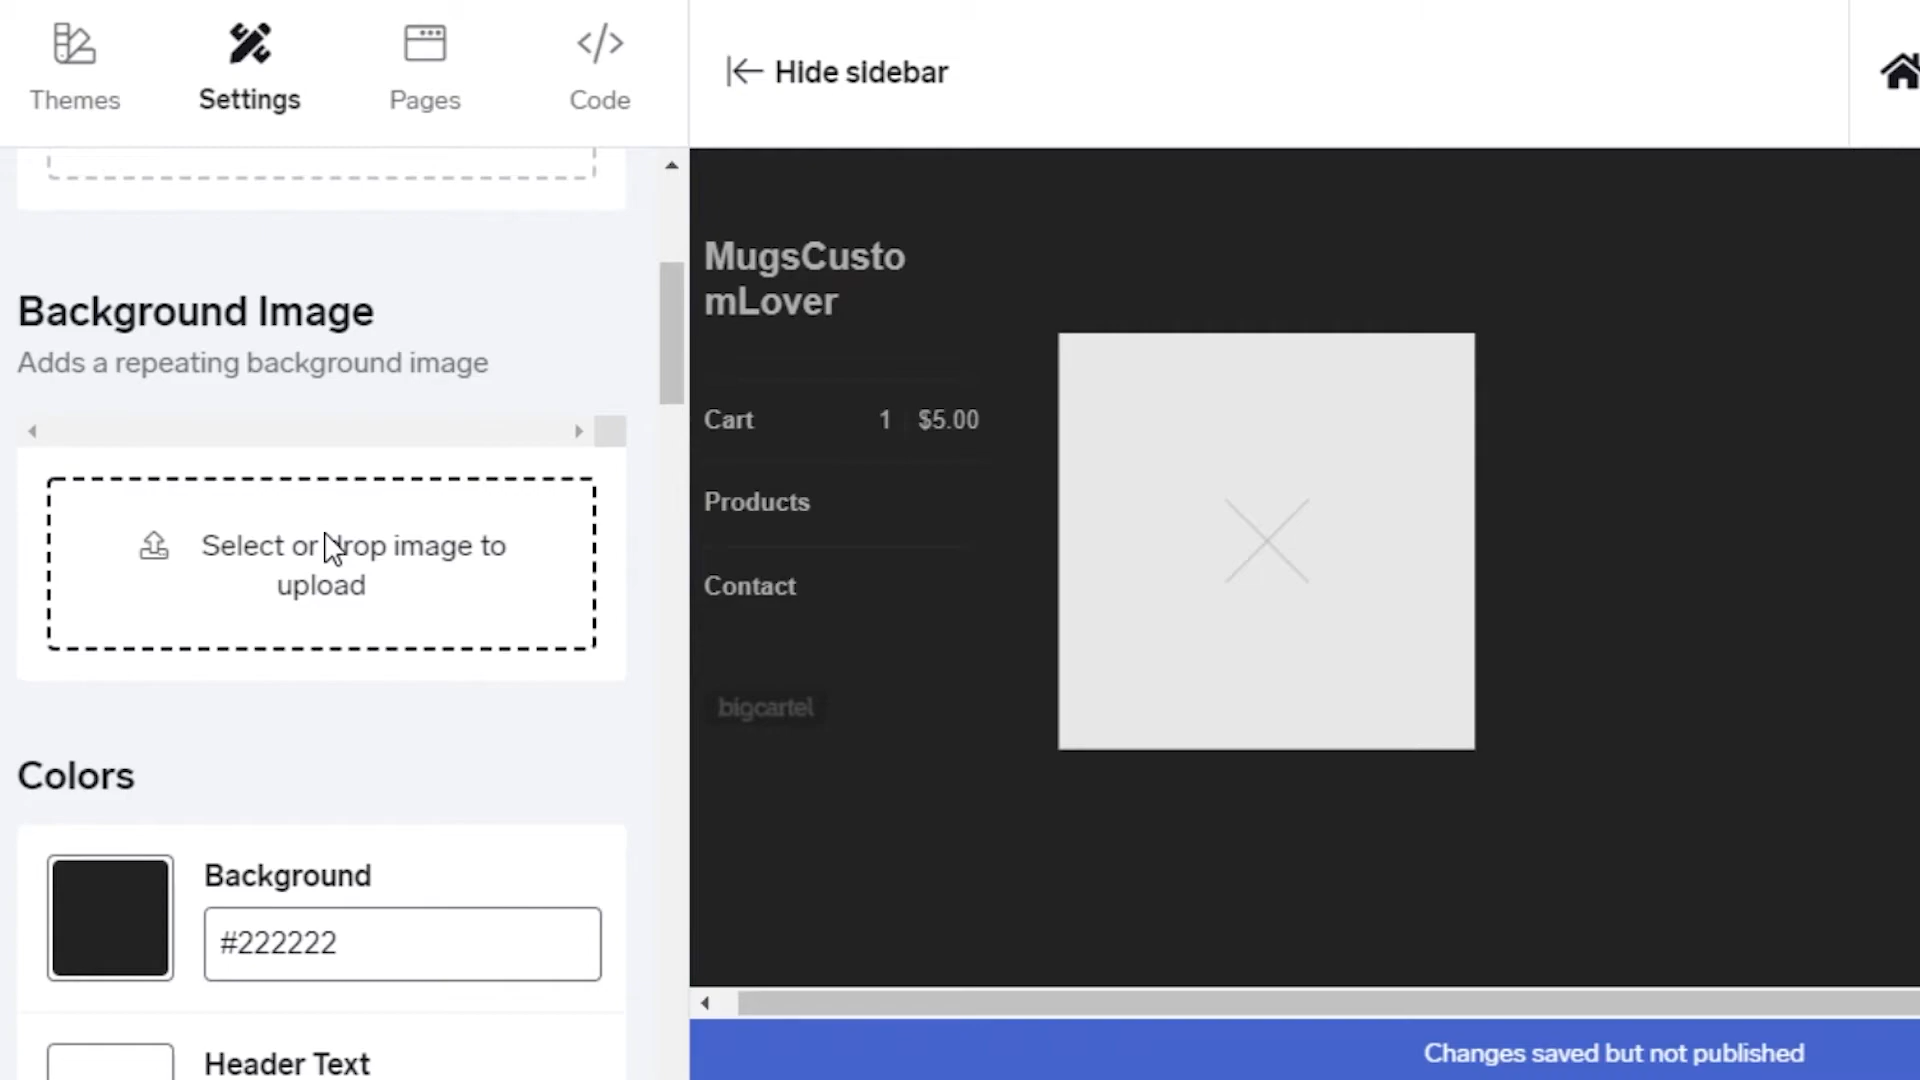 Themes
Settings
Pages
Code
Hide sidebar
Background Image
Adds a repeating background image
Select or drop image to
upload
Colors
Background
#222222
Header Text
MugsCusto
mLover
Cart 1 $5.00
Products
Contact
bigcartel
Changes saved but not published